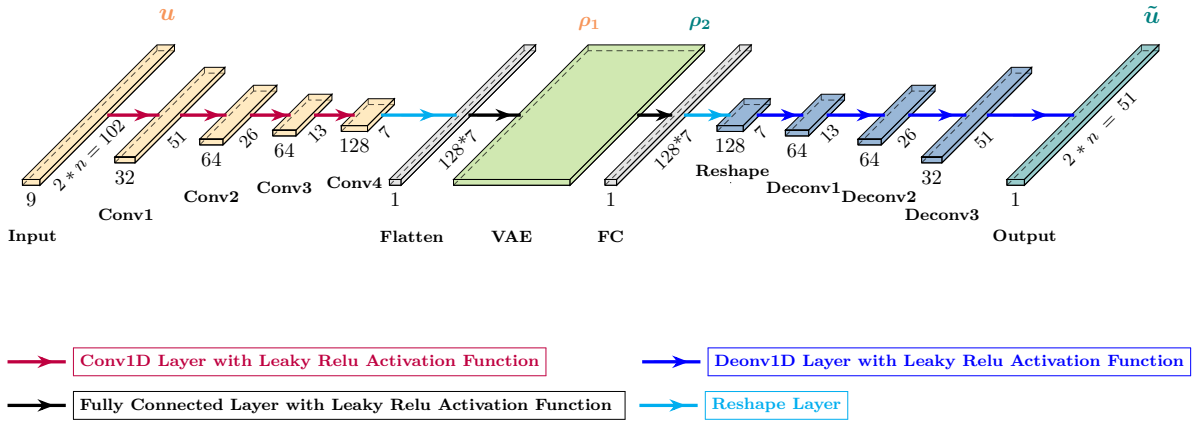 u
ρ₁
ρ₂
ũ
2 * n = 102
51
26
13
7
128*7
128*7
7
13
26
51
2 * n = 51
9
32
64
64
128
1
1
128
64
64
32
1
Input
Conv1
Conv2
Conv3
Conv4
Flatten
VAE
FC
Reshape
Deconv1
Deconv2
Deconv3
Output
Conv1D Layer with Leaky Relu Activation Function
Deonv1D Layer with Leaky Relu Activation Function
Fully Connected Layer with Leaky Relu Activation Function
Reshape Layer